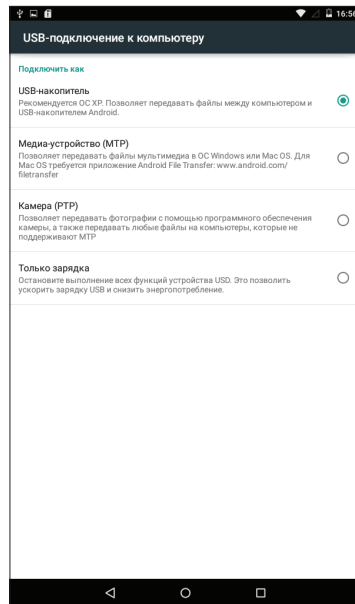 16:56
USB-подключение к компьютеру
Подключить как
USB-накопитель
Рекомендуется ОС XP. Позволяет передавать файлы между компьютером и
USB-накопителем Android.
Медиа-устройство (MTP)
Позволяет передавать файлы мультимедиа в ОС Windows или Mac OS. Для
Mac OS требуется приложение Android File Transfer: www.android.com/
filetransfer
Камера (PTP)
Позволяет передавать фотографии с помощью программного обеспечения
камеры, а также передавать любые файлы на компьютеры, которые не
поддерживают MTP
Только зарядка
Остановите выполнение всех функций устройства USD. Это позволить
ускорить зарядку USB и снизить энергопотребление.